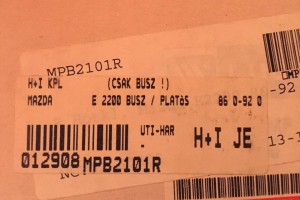 MPB2101R
H+I KPL (CSAK BUSZ !)
MAZDA E 2200 BUSZ / PLATóS 86 0-92 0
UTI-HAR. H+I JE
012908 MPB2101R
-92
13-1